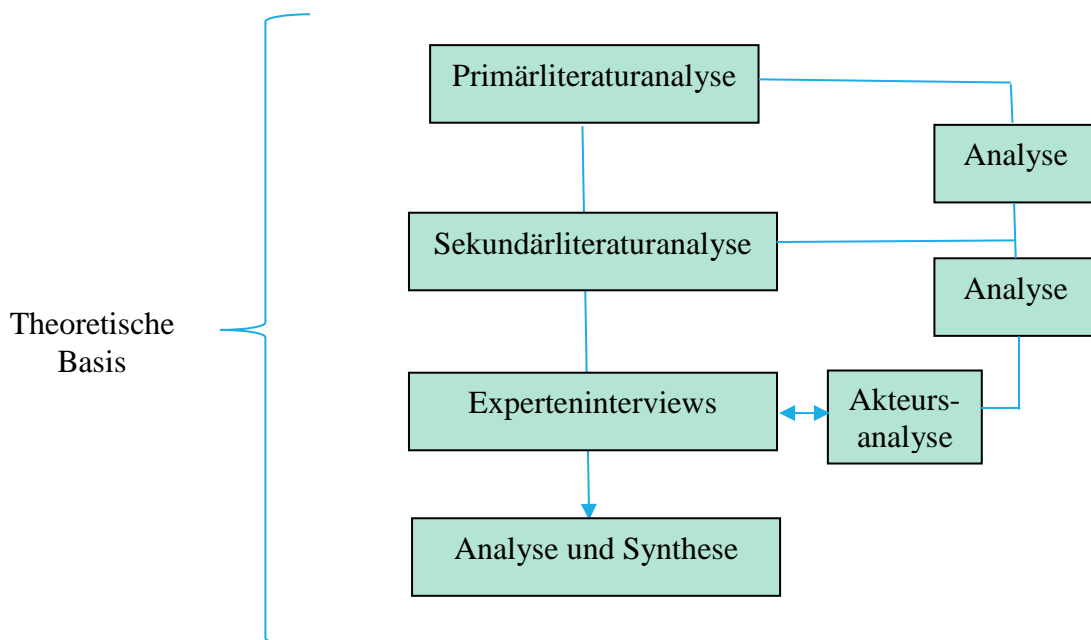 Primärliteraturanalyse
Analyse
Sekundärliteraturanalyse
Analyse
Theoretische
Basis
Experteninterviews
Akteurs-
analyse
Analyse und Synthese